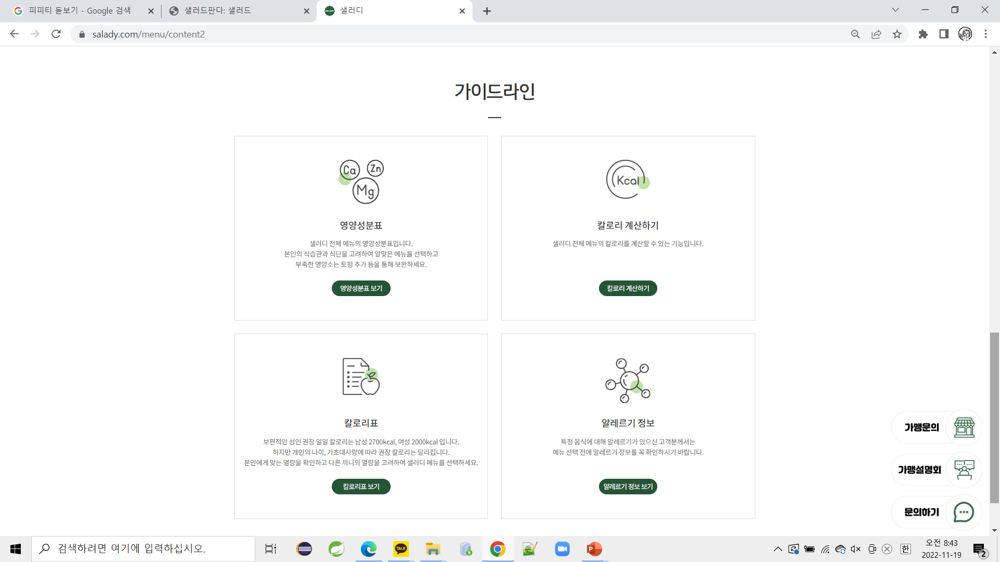 피피티 돋보기 - Google 검색
샐러드판다: 샐러드
샐러디
salady.com/menu/content2
가이드라인
Ca Zn
Mg
Kcal
영양성분표
샐러디 전체 메뉴의 영양성분표입니다.
본인의 식습관과 식단을 고려하여 알맞은 메뉴를 선택하고
부족한 영양소는 토핑 추가 등을 통해 보완하세요.
영양성분표 보기
칼로리 계산하기
샐러디 전체 메뉴의 칼로리를 계산할 수 있는 기능입니다.
칼로리 계산하기
칼로리표
보편적인 성인 권장 일일 칼로리는 남성 2700kcal, 여성 2000kcal 입니다.
하지만 개인의 나이, 기초대사량에 따라 권장 칼로리는 달라집니다.
본인에게 맞는 열량을 확인하고 다른 끼니의 열량을 고려하여 샐러디 메뉴를 선택하세요.
칼로리표 보기
알레르기 정보
특정 음식에 대해 알레르기가 있으신 고객분께서는
메뉴 선택 전에 알레르기 정보를 꼭 확인하시기 바랍니다.
알레르기 정보 보기
가맹문의
가맹설명회
문의하기
검색하려면 여기에 입력하십시오.
TALK
P
한
오전 8:43
2022-11-19
2